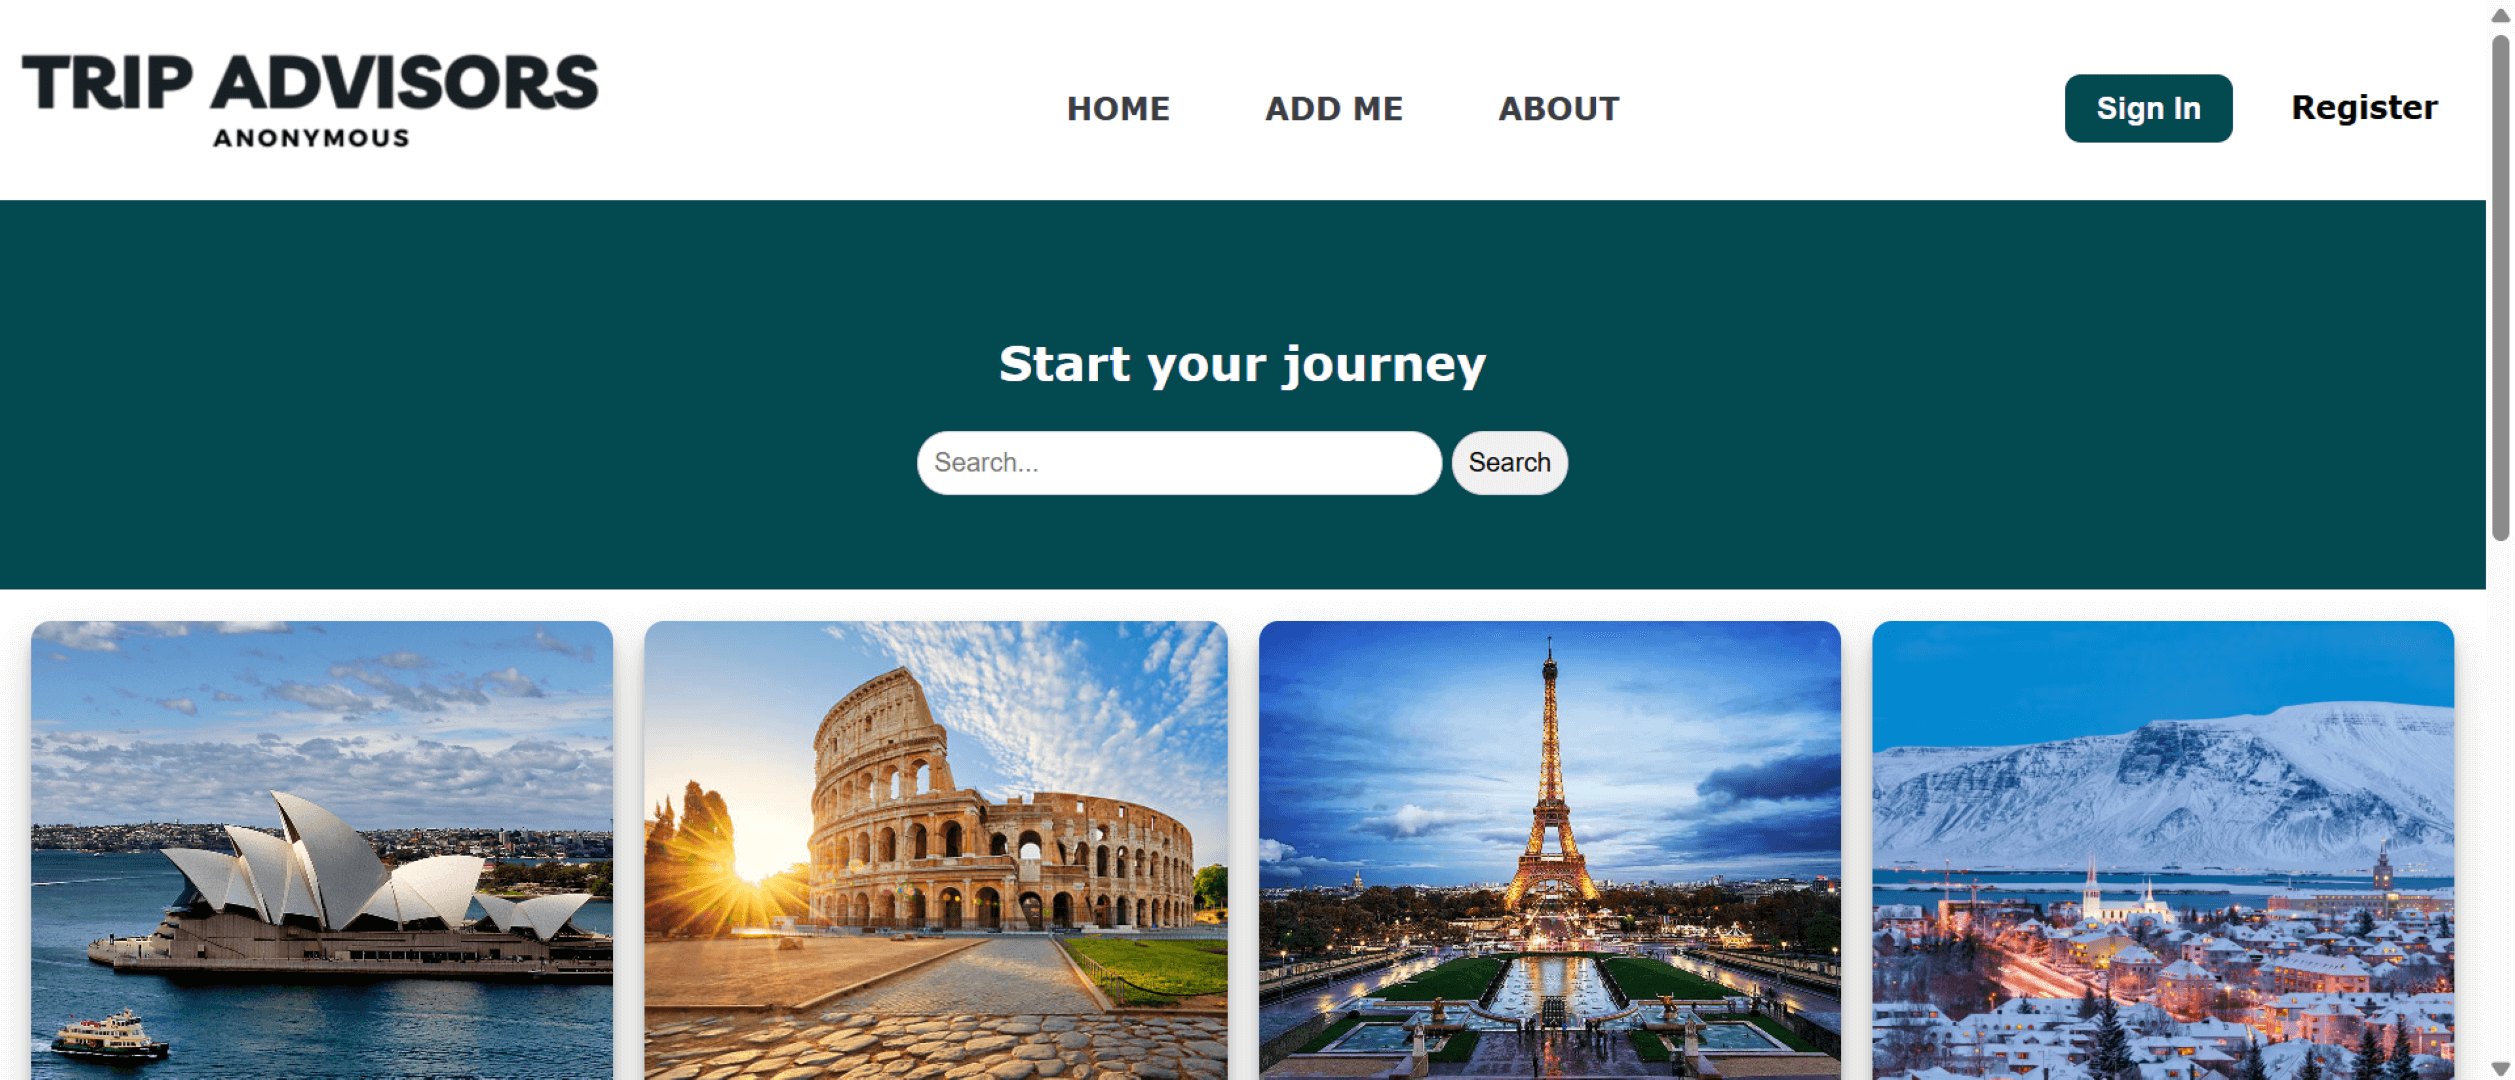 TRIP ADVISORS
ANONYMOUS
HOME
ADD ME
ABOUT
Sign In
Register
Start your journey
Search...
Search